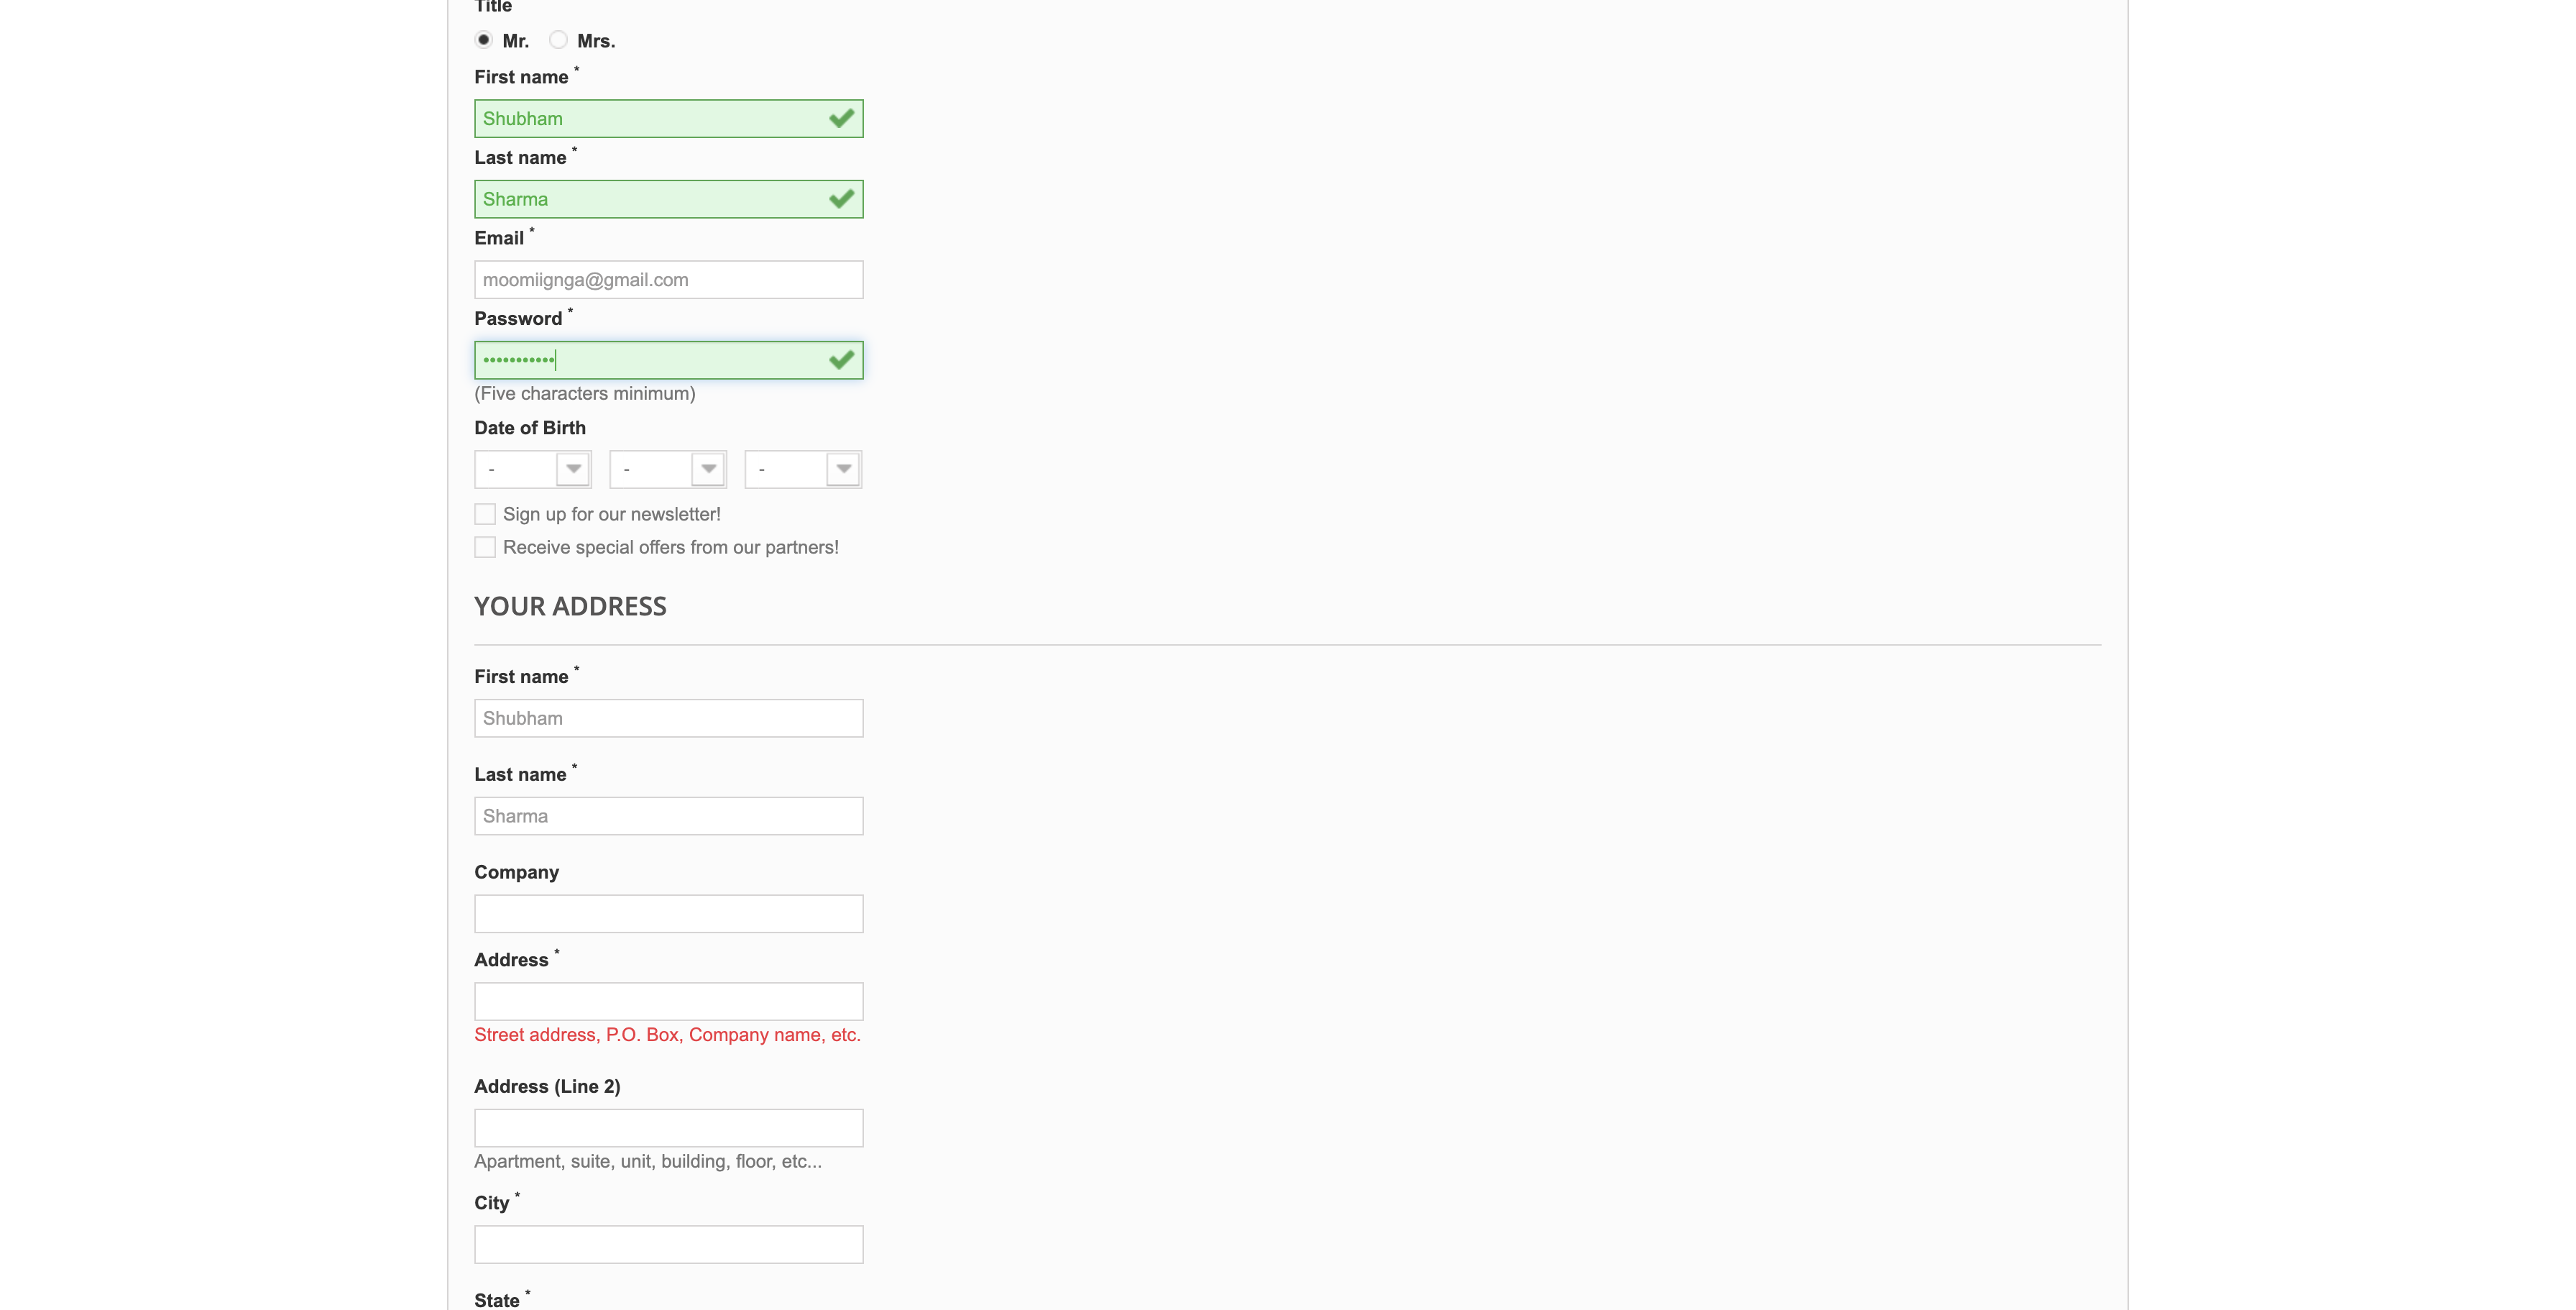 Title
Mr. Mrs.
First name *
Shubham
Last name *
Sharma
Email *
moomiignga@gmail.com
Password *
•••••••••••
(Five characters minimum)
Date of Birth
- - -
Sign up for our newsletter!
Receive special offers from our partners!
YOUR ADDRESS
First name *
Shubham
Last name *
Sharma
Company
Address *
Street address, P.O. Box, Company name, etc.
Address (Line 2)
Apartment, suite, unit, building, floor, etc...
City *
State *